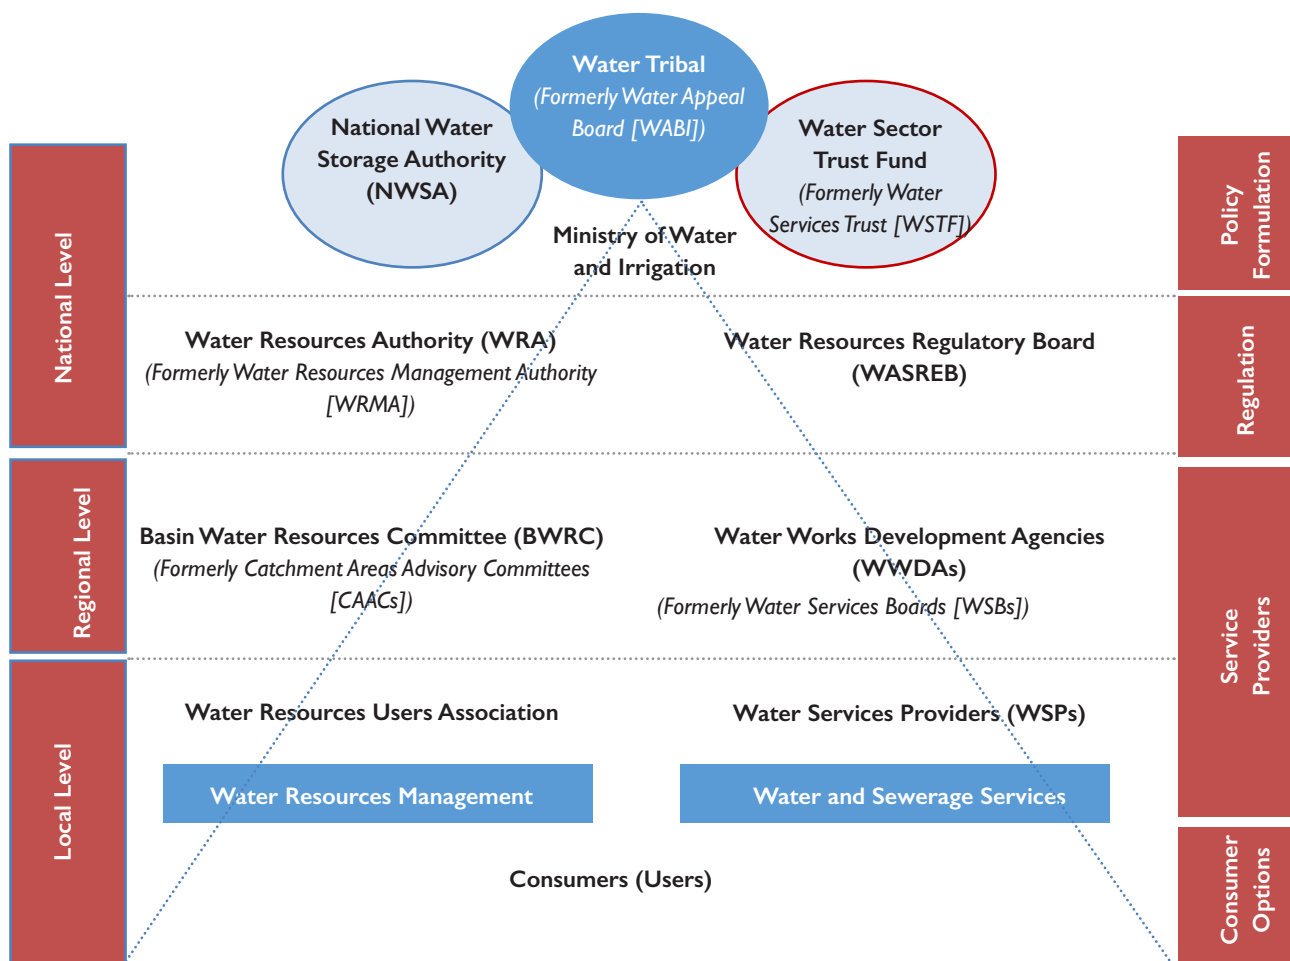 Water Tribal
(Formerly Water Appeal
Board [WABI])
National Water
Storage Authority
(NWSA)
Water Sector
Trust Fund
(Formerly Water
Services Trust [WSTF])
Ministry of Water
and Irrigation
National Level
Policy
Formulation
Water Resources Authority (WRA)
(Formerly Water Resources Management Authority
[WRMA])
Water Resources Regulatory Board
(WASREB)
Regulation
Regional Level
Basin Water Resources Committee (BWRC)
(Formerly Catchment Areas Advisory Committees
[CAACs])
Water Works Development Agencies
(WWDAs)
(Formerly Water Services Boards [WSBs])
Service
Providers
Local Level
Water Resources Users Association
Water Services Providers (WSPs)
Water Resources Management
Water and Sewerage Services
Consumers (Users)
Consumer
Options